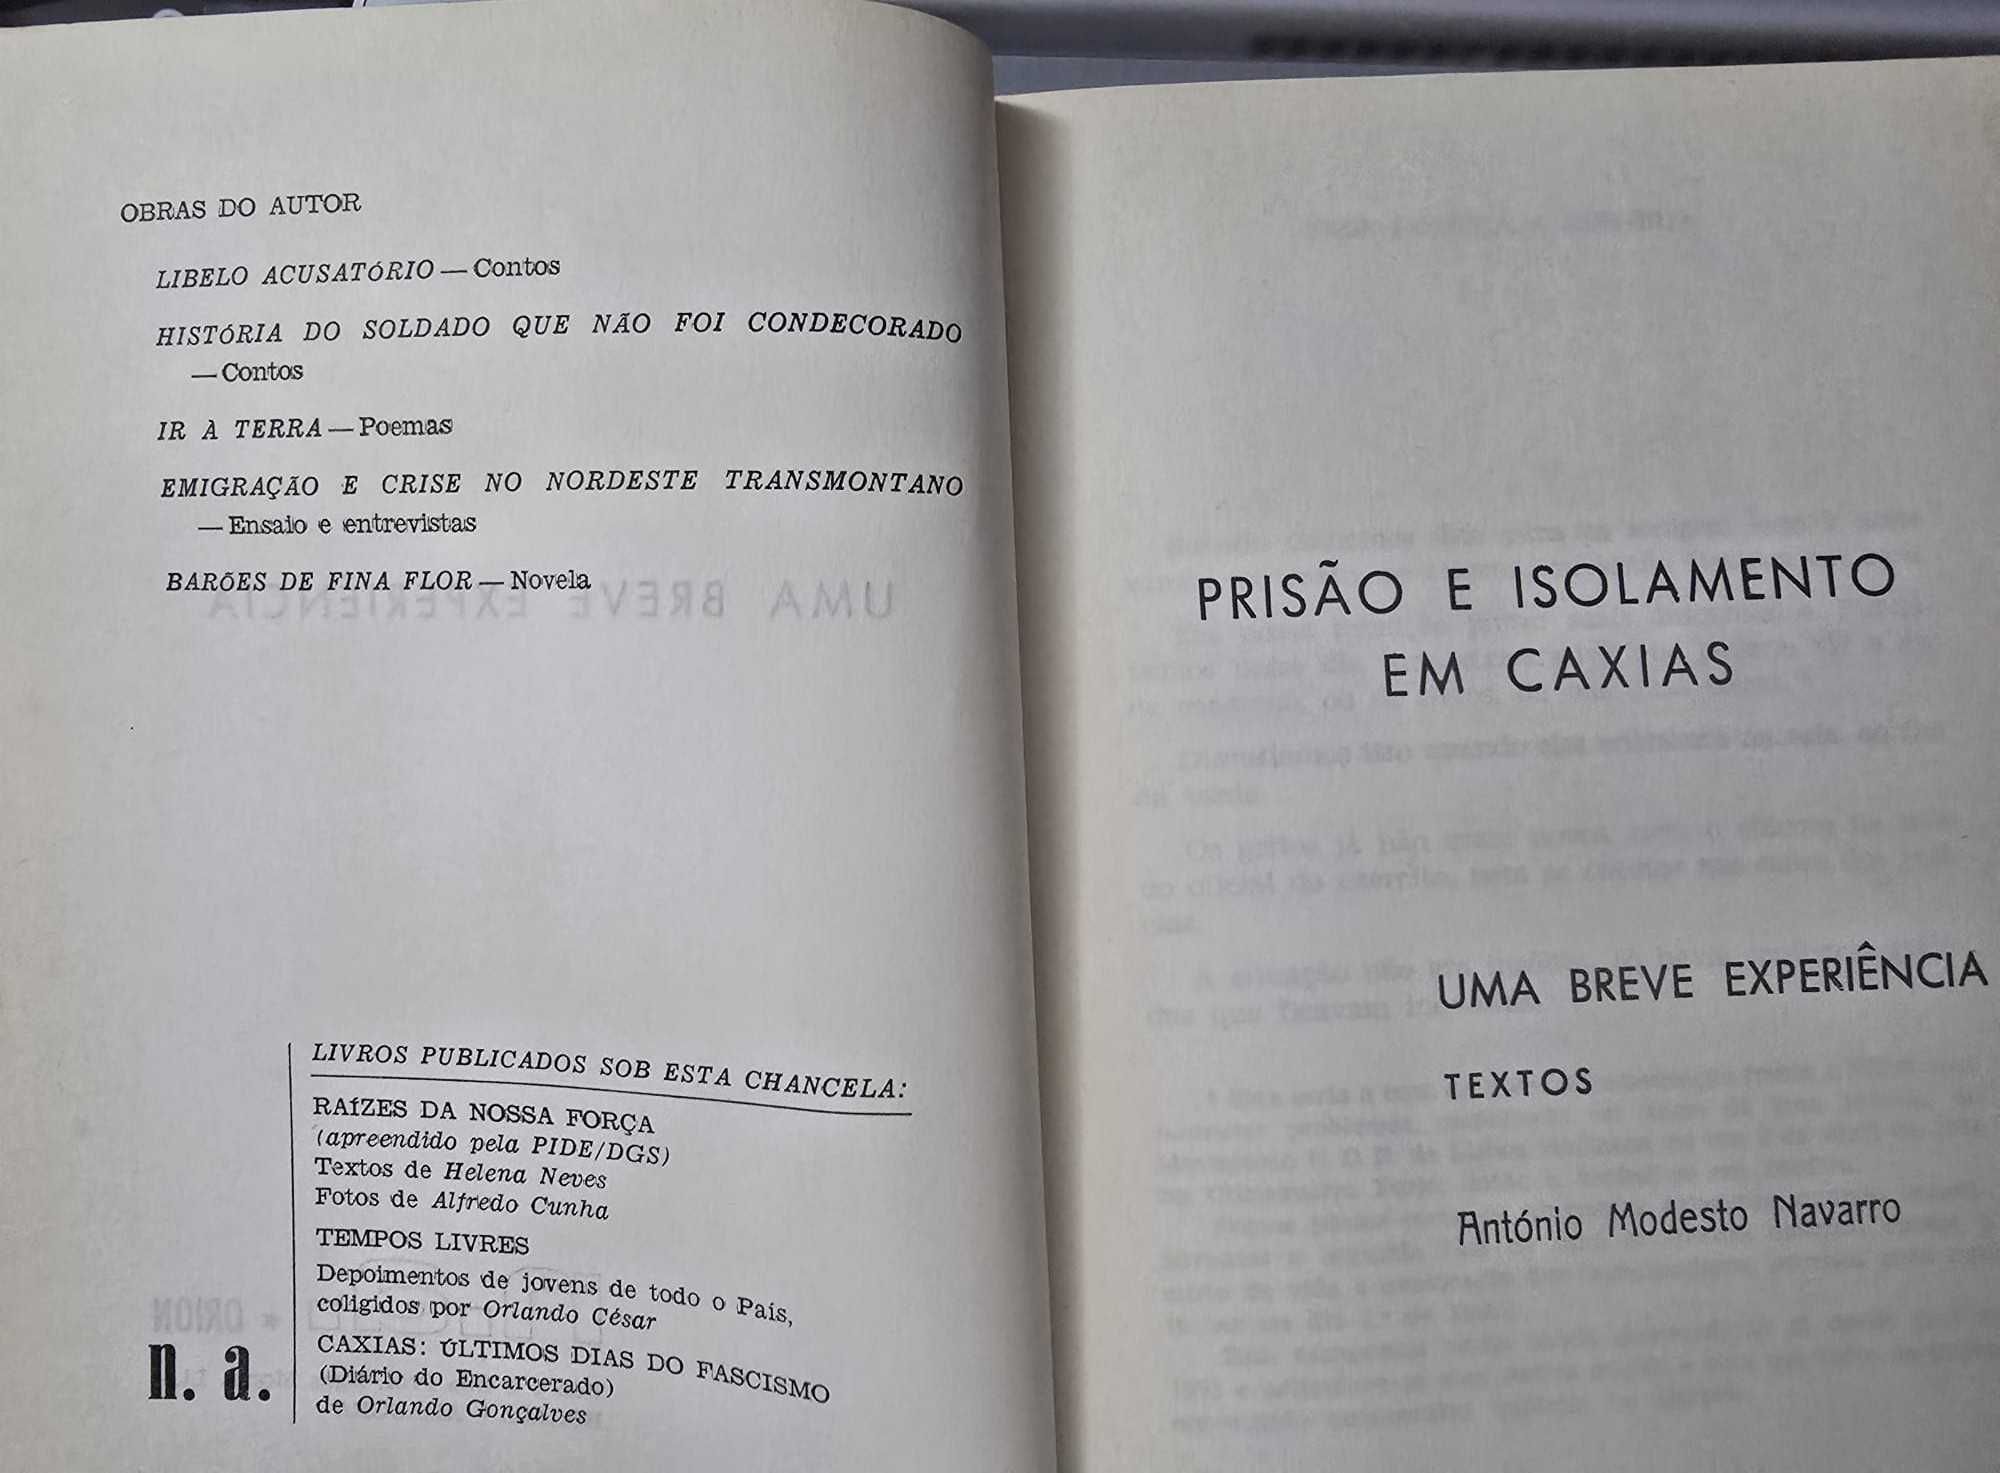 OBRAS DO AUTOR
LIBELO ACUSATÓRIO — Contos
HISTÓRIA DO SOLDADO QUE NÃO FOI CONDECORADO
— Contos
IR À TERRA — Poemas
EMIGRAÇÃO E CRISE NO NORDESTE TRANSMONTANO
— Ensaio e entrevistas
BARÕES DE FINA FLOR — Novela
LIVROS PUBLICADOS SOB ESTA CHANCELA:
RAÍZES DA NOSSA FORÇA
(apreendido pela PIDE/DGS)
Textos de Helena Neves
Fotos de Alfredo Cunha
TEMPOS LIVRES
Depoimentos de jovens de todo o País,
coligidos por Orlando César
CAXIAS: ÚLTIMOS DIAS DO FASCISMO
(Diário do Encarcerado)
de Orlando Gonçalves
n. a.
PRISÃO E ISOLAMENTO
EM CAXIAS
UMA BREVE EXPERIÊNCIA
TEXTOS
António Modesto Navarro